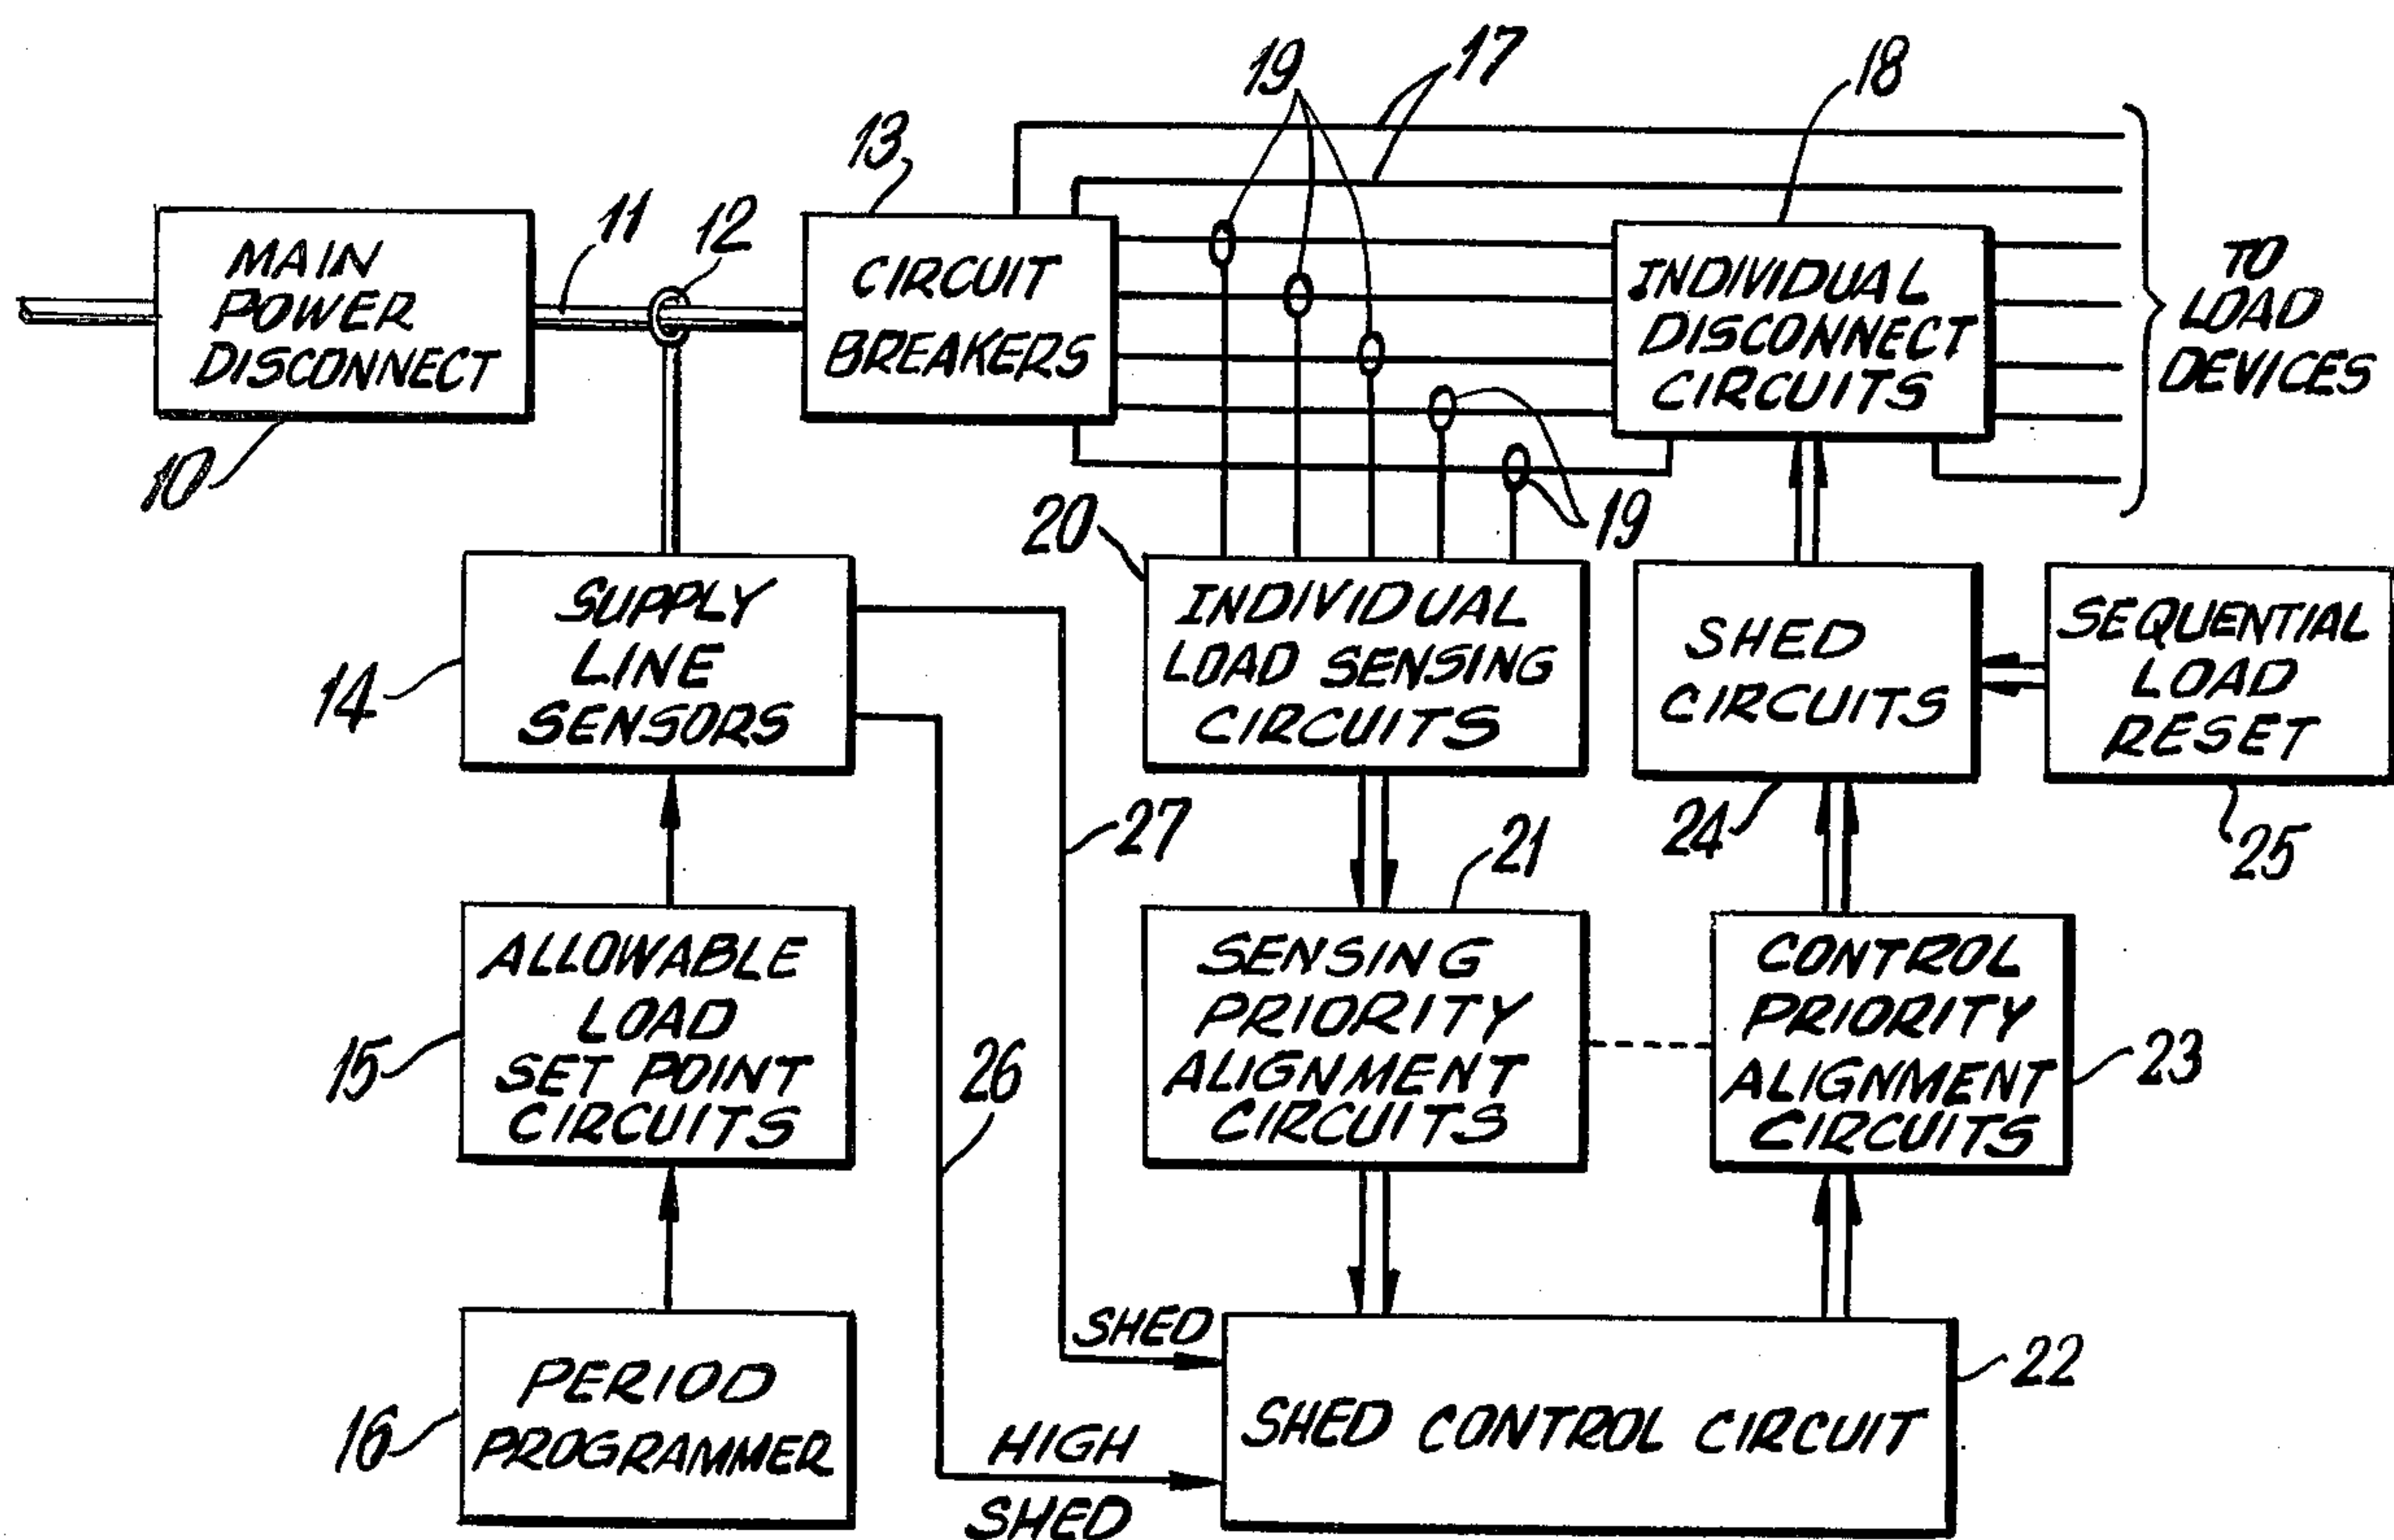 19
17
18
13
11
12
MAIN
POWER
DISCONNECT
CIRCUIT
BREAKERS
INDIVIDUAL
DISCONNECT
CIRCUITS
TO
LOAD
DEVICES
10
19
20
SUPPLY
LINE
SENSORS
14
INDIVIDUAL
LOAD SENSING
CIRCUITS
SHED
CIRCUITS
SEQUENTIAL
LOAD
RESET
27
21
24
25
ALLOWABLE
LOAD
SET POINT
CIRCUITS
15
26
SENSING
PRIORITY
ALIGNMENT
CIRCUITS
CONTROL
PRIORITY
ALIGNMENT
CIRCUITS
23
PERIOD
PROGRAMMER
16
SHED
HIGH
SHED
SHED CONTROL CIRCUIT
22